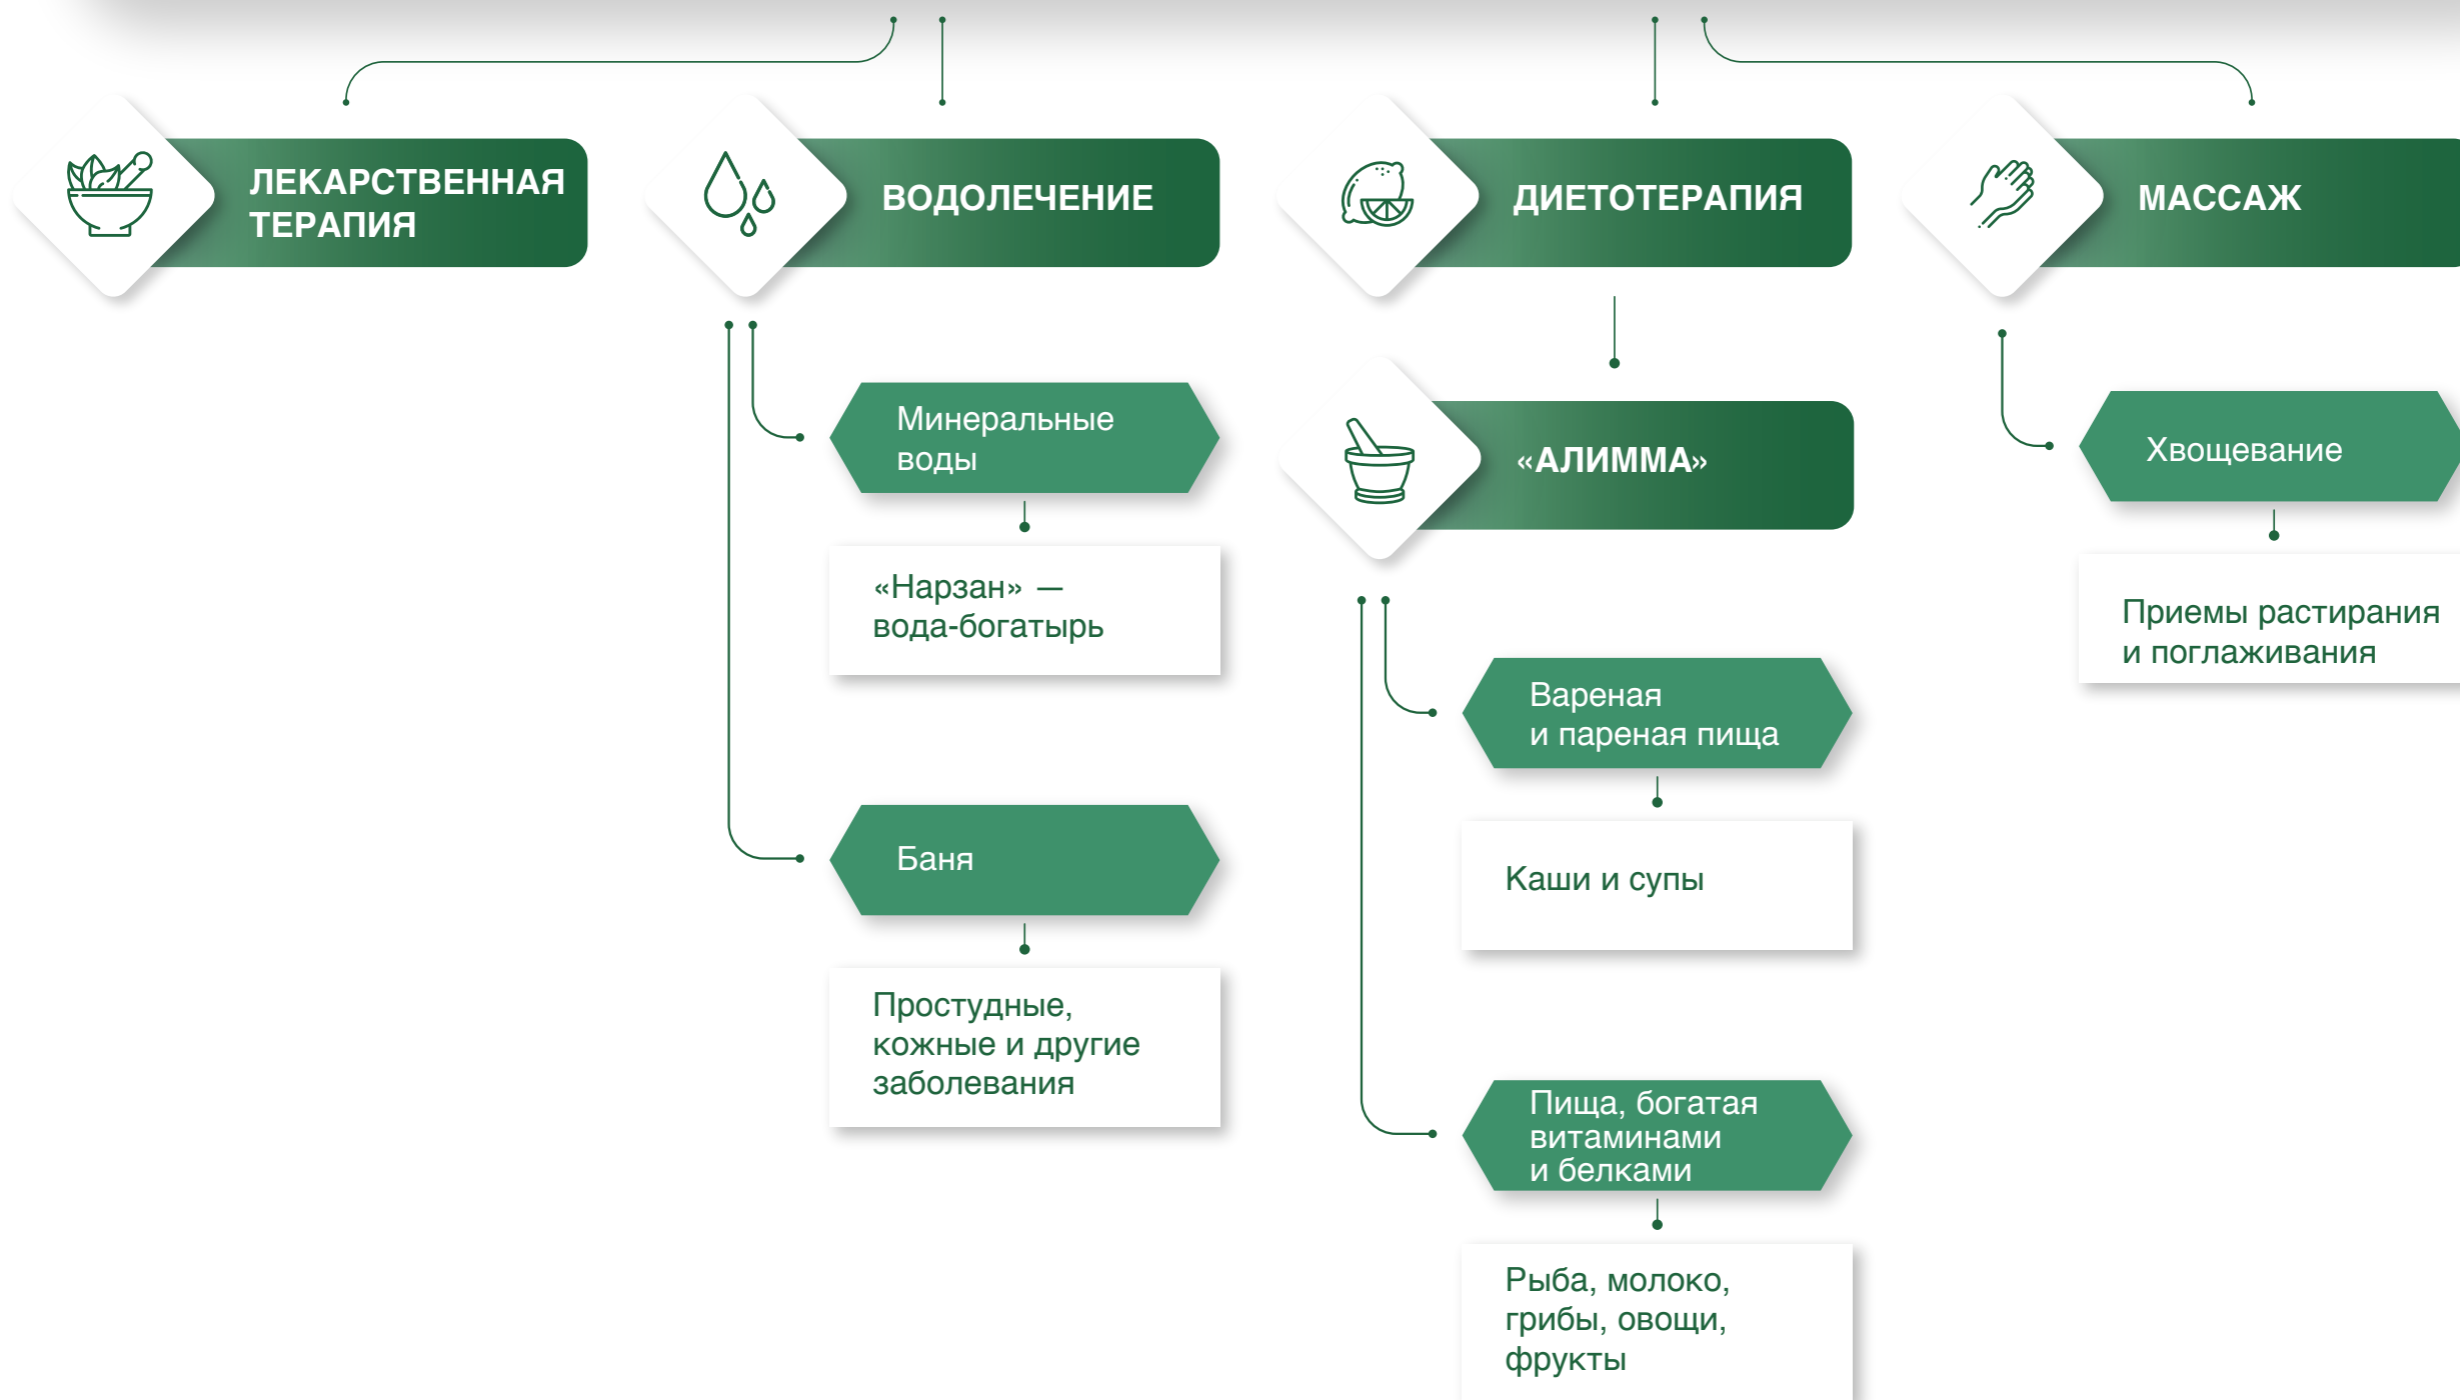 ЛЕКАРСТВЕННАЯ
ТЕРАПИЯ
ВОДОЛЕЧЕНИЕ
ДИЕТОТЕРАПИЯ
МАССАЖ
Минеральные
воды
«Нарзан» —
вода-богатырь
Баня
Простудные,
кожные и другие
заболевания
«АЛИММА»
Вареная
и пареная пища
Каши и супы
Пища, богатая
витаминами
и белками
Рыба, молоко,
грибы, овощи,
фрукты
Хвощевание
Приемы растирания
и поглаживания